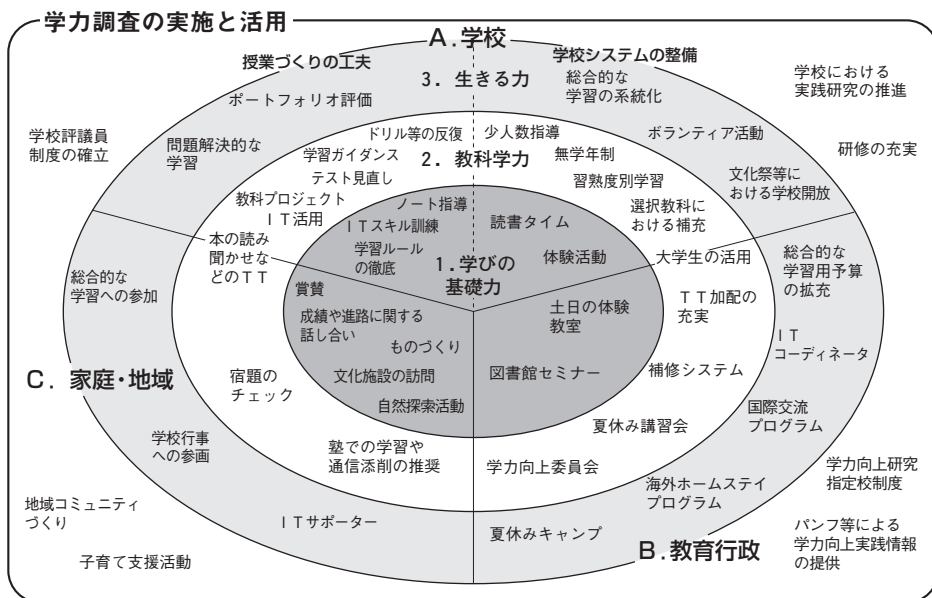 学力調査の実施と活用
A．学校
授業づくりの工夫
学校システムの整備
3．生きる力
ポートフォリオ評価
総合的な
学習の系統化
学校における
実践研究の推進
学校評議員
制度の確立
問題解決的な
学習
ボランティア活動
研修の充実
文化祭等に
おける学校開放
ドリル等の反復
少人数指導
学習ガイダンス
2．教科学力
無学年制
テスト見直し
習熟度別学習
教科プロジェクト
IT活用
選択教科に
おける補充
本の読み
聞かせな
どのTT
大学生の活用
ノート指導
ITスキル訓練
読書タイム
学習ルール
の徹底
体験活動
1．学びの
基礎力
総合的な
学習への参加
総合的な
学習用予算
の拡充
賞賛
成績や進路に関する
話し合い
土日の体験
教室
TT加配の
充実
ものづくり
IT
コーディネータ
C．家庭・地域
宿題の
チェック
文化施設の訪問
図書館セミナー
補修システム
自然探索活動
国際交流
プログラム
夏休み講習会
学校行事
への参画
塾での学習や
通信添削の推奨
学力向上委員会
学力向上研究
指定校制度
海外ホームステイ
プログラム
地域コミュニティ
づくり
ITサポーター
夏休みキャンプ
B．教育行政
パンフ等による
学力向上実践情報
の提供
子育て支援活動